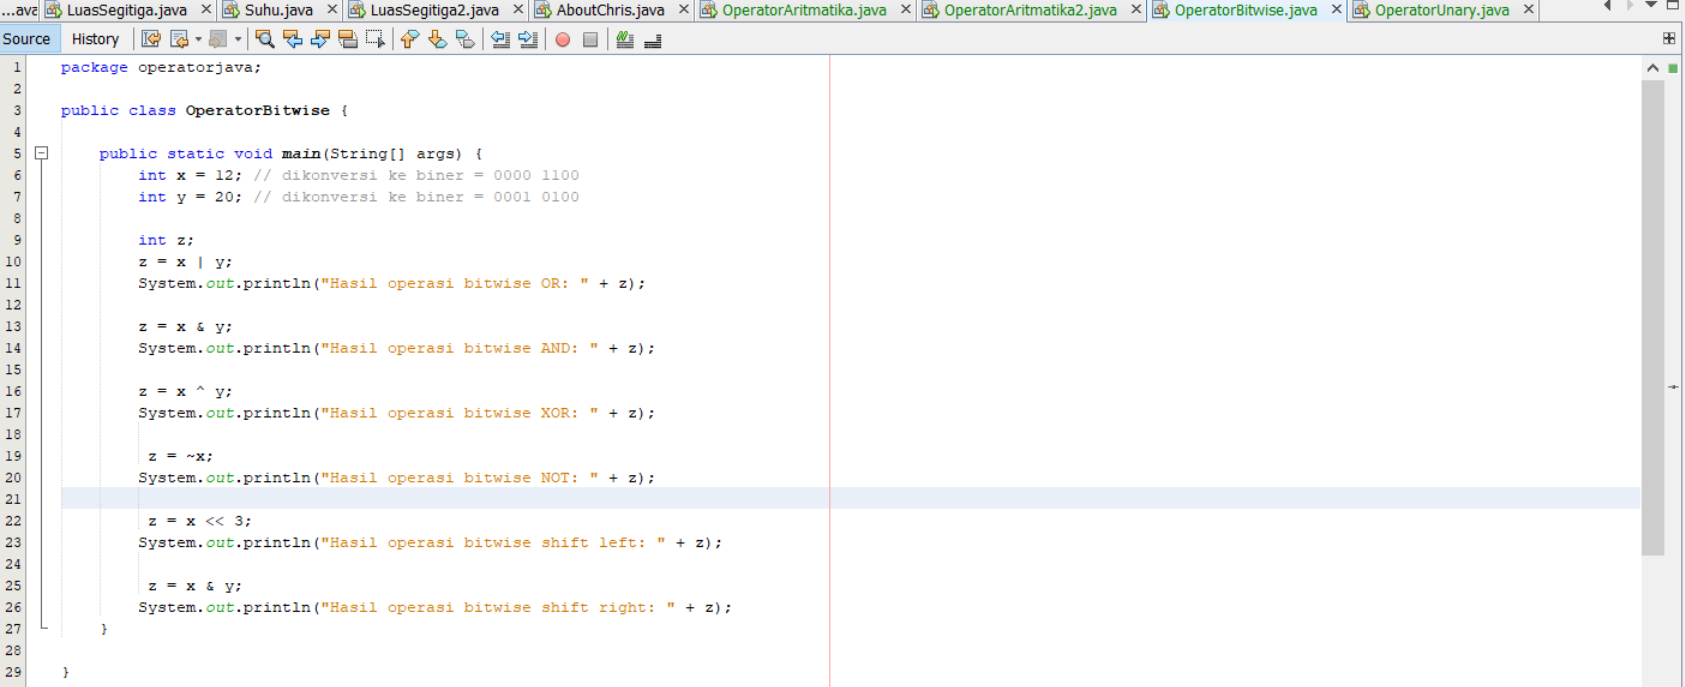 ...ava LuasSegitiga.java × Suhu.java × LuasSegitiga2.java × AboutChris.java × OperatorAritmatika.java × OperatorAritmatika2.java × OperatorBitwise.java × OperatorUnary.java ×
Source History
1 package operatorjava;
2
3 public class OperatorBitwise {
4
5 public static void main(String[] args) {
6 int x = 12; // dikonversi ke biner = 0000 1100
7 int y = 20; // dikonversi ke biner = 0001 0100
8
9 int z;
10 z = x | y;
11 System.out.println("Hasil operasi bitwise OR: " + z);
12
13 z = x & y;
14 System.out.println("Hasil operasi bitwise AND: " + z);
15
16 z = x ^ y;
17 System.out.println("Hasil operasi bitwise XOR: " + z);
18
19 z = ~x;
20 System.out.println("Hasil operasi bitwise NOT: " + z);
21
22 z = x << 3;
23 System.out.println("Hasil operasi bitwise shift left: " + z);
24
25 z = x & y;
26 System.out.println("Hasil operasi bitwise shift right: " + z);
27 }
28
29 }